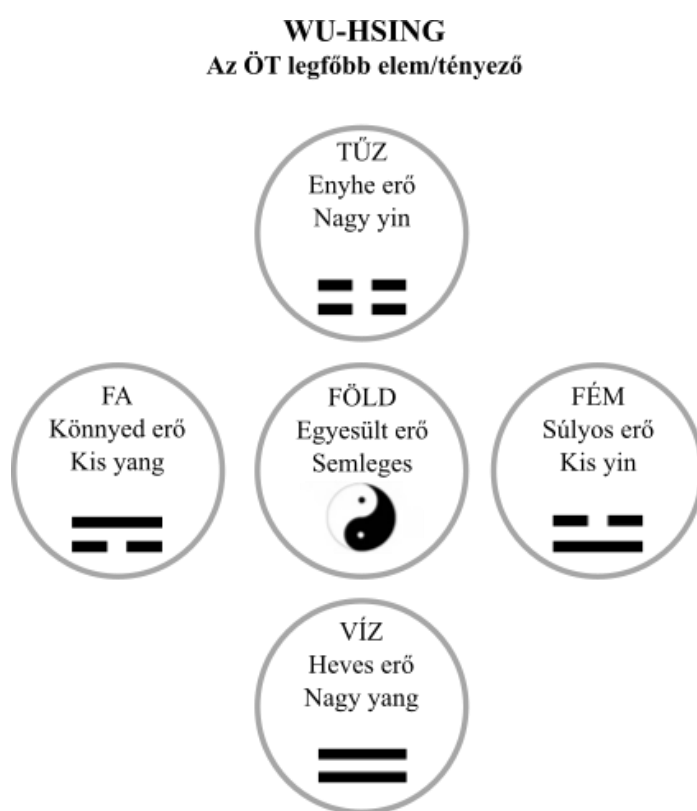 WU-HSING
Az ÖT legfőbb elem/tényező
TŰZ
Enyhe erő
Nagy yin
FA
Könnyed erő
Kis yang
FÖLD
Egyesült erő
Semleges
FÉM
Súlyos erő
Kis yin
VÍZ
Heves erő
Nagy yang